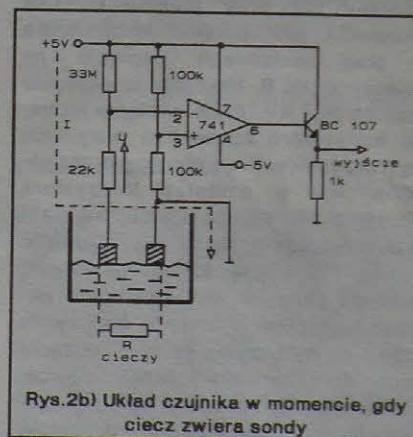 +5V
33M
100k
I
2
3
-
+
741
7
6
4
BC 107
22k
U
100k
-5V
wyjście
1k
R
cieczy
Rys.2b) Układ czujnika w momencie, gdy
ciecz zwiera sondy